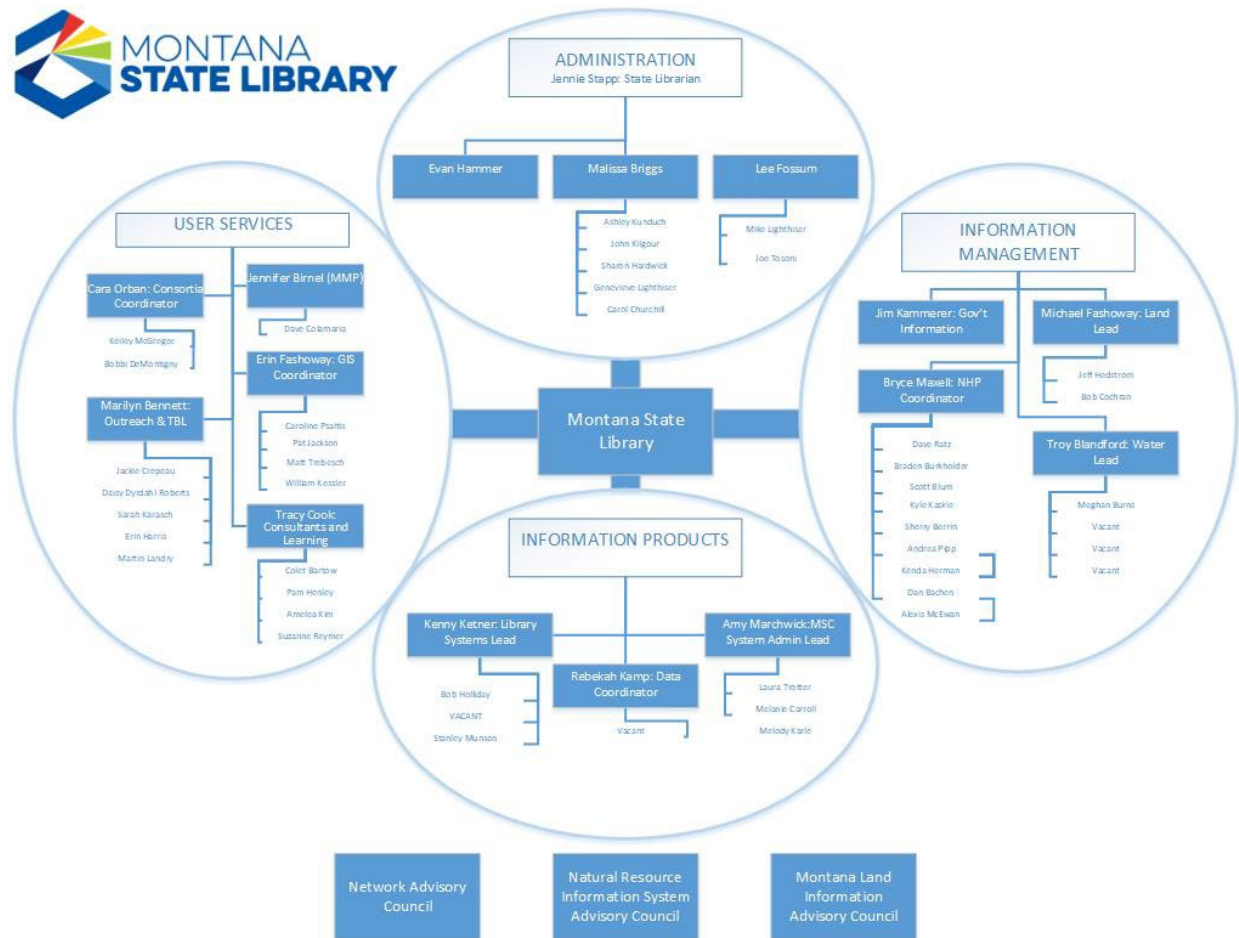 MONTANA
STATE LIBRARY
ADMINISTRATION
Jennie Stapp: State Librarian
Evan Hammer
Malissa Briggs
Ashley Kunduch
John Kilgour
Sharon Hardwick
Genevieve Lighthiser
Carol Churchill
Lee Fossum
Mike Lighthiser
Joe Tosoni
USER SERVICES
Cara Orban: Consortia
Coordinator
Kelley McGregor
Bobbi DeMontigny
Jennifer Birnel (MMP)
Dave Colamaria
Erin Fashoway: GIS
Coordinator
Caroline Psaltis
Pat Jackson
Matt Trebesch
William Kessler
Marilyn Bennett:
Outreach & TBL
Jackie Crepeau
Daisy Dyrdahl Roberts
Sarah Karasch
Erin Harris
Martin Landry
Tracy Cook:
Consultants and
Learning
Colet Bartow
Pam Henley
Amelea Kim
Suzanne Reymer
Montana State
Library
INFORMATION
MANAGEMENT
Jim Kammerer: Gov't
Information
Michael Fashoway: Land
Lead
Jeff Hedstrom
Bob Cochran
Bryce Maxell: NHP
Coordinator
Dave Ratz
Braden Burkholder
Scott Blum
Kyle Kaskie
Sherry Berrin
Andrea Pipp
Kenda Herman
Dan Bachen
Alexis McEwan
Troy Blandford: Water
Lead
Meghan Burns
Vacant
Vacant
Vacant
INFORMATION PRODUCTS
Kenny Ketner: Library
Systems Lead
Bob Holliday
VACANT
Stanley Munson
Rebekah Kamp: Data
Coordinator
Vacant
Amy Marchwick:MSC
System Admin Lead
Laura Trotter
Melanie Carroll
Melody Karle
Network Advisory
Council
Natural Resource
Information System
Advisory Council
Montana Land
Information
Advisory Council